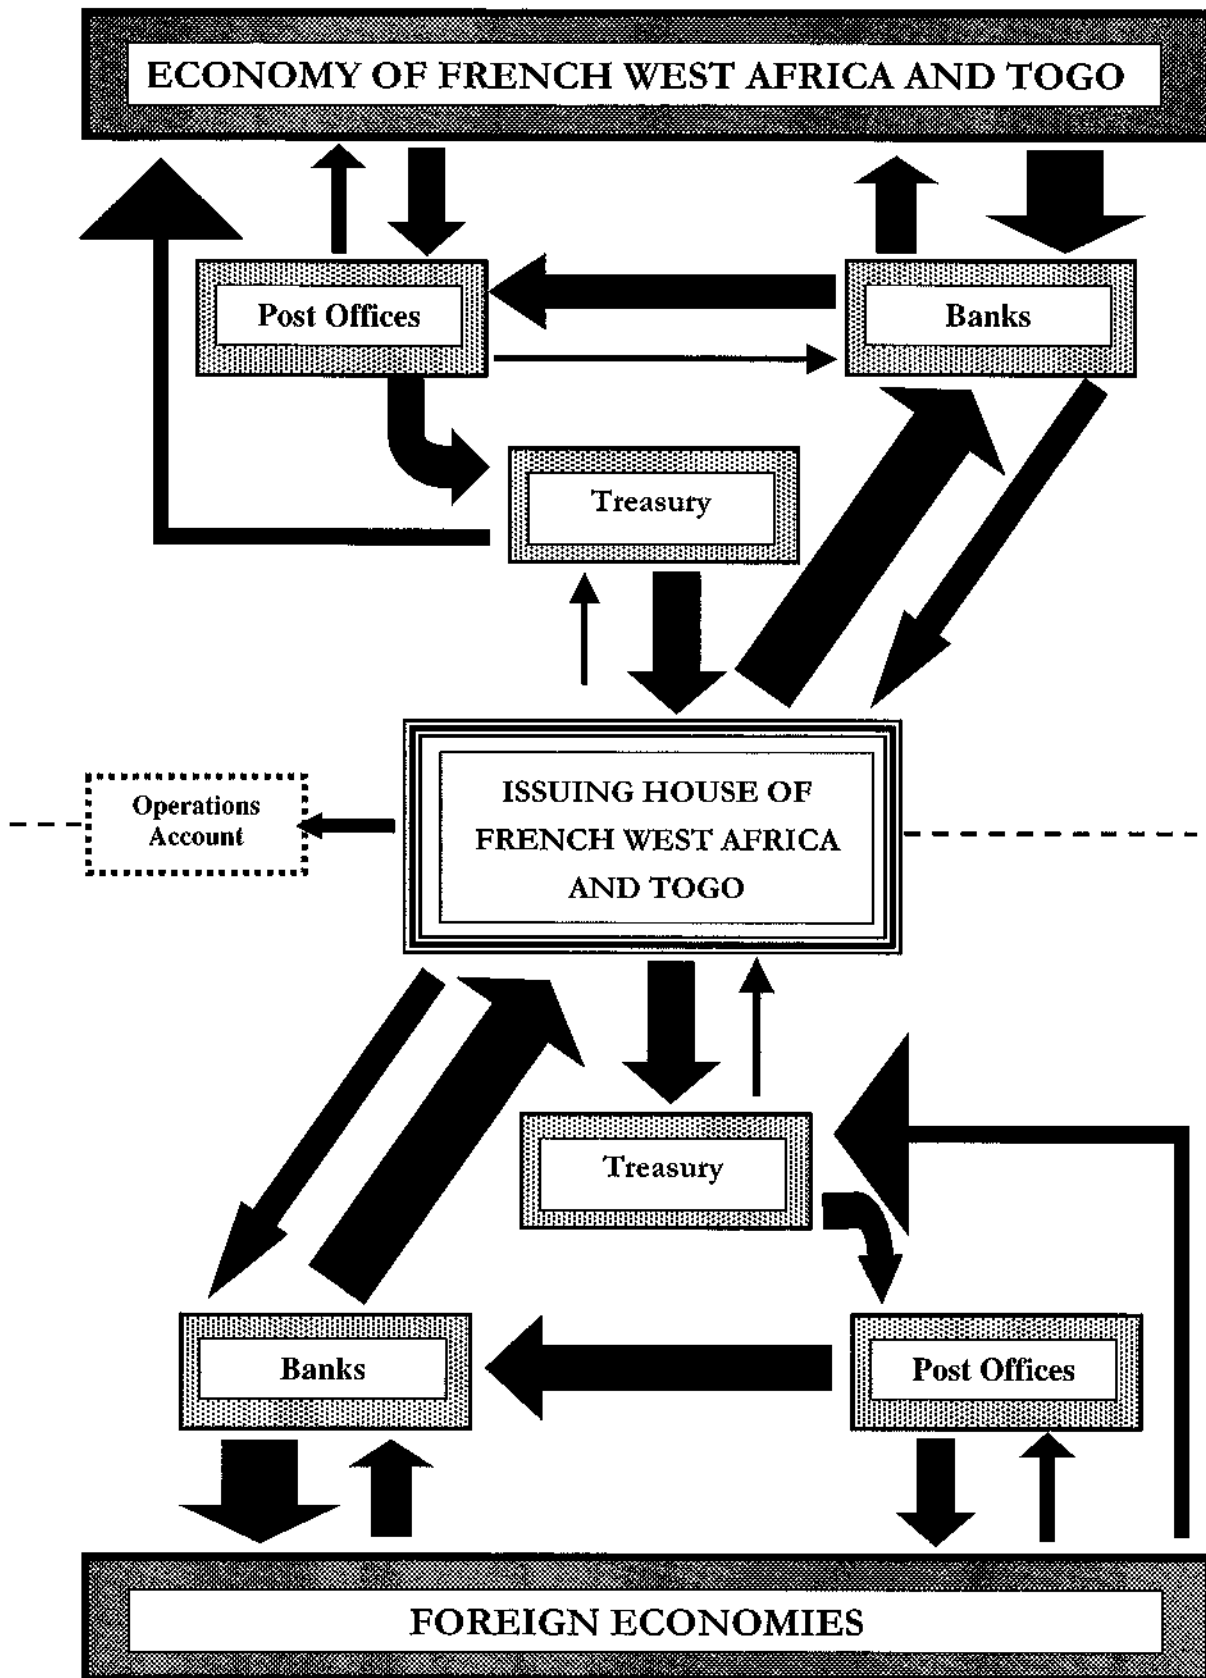 ECONOMY OF FRENCH WEST AFRICA AND TOGO
Post Offices
Banks
Treasury
ISSUING HOUSE OF
FRENCH WEST AFRICA
AND TOGO
Operations
Account
Treasury
Banks
Post Offices
FOREIGN ECONOMIES